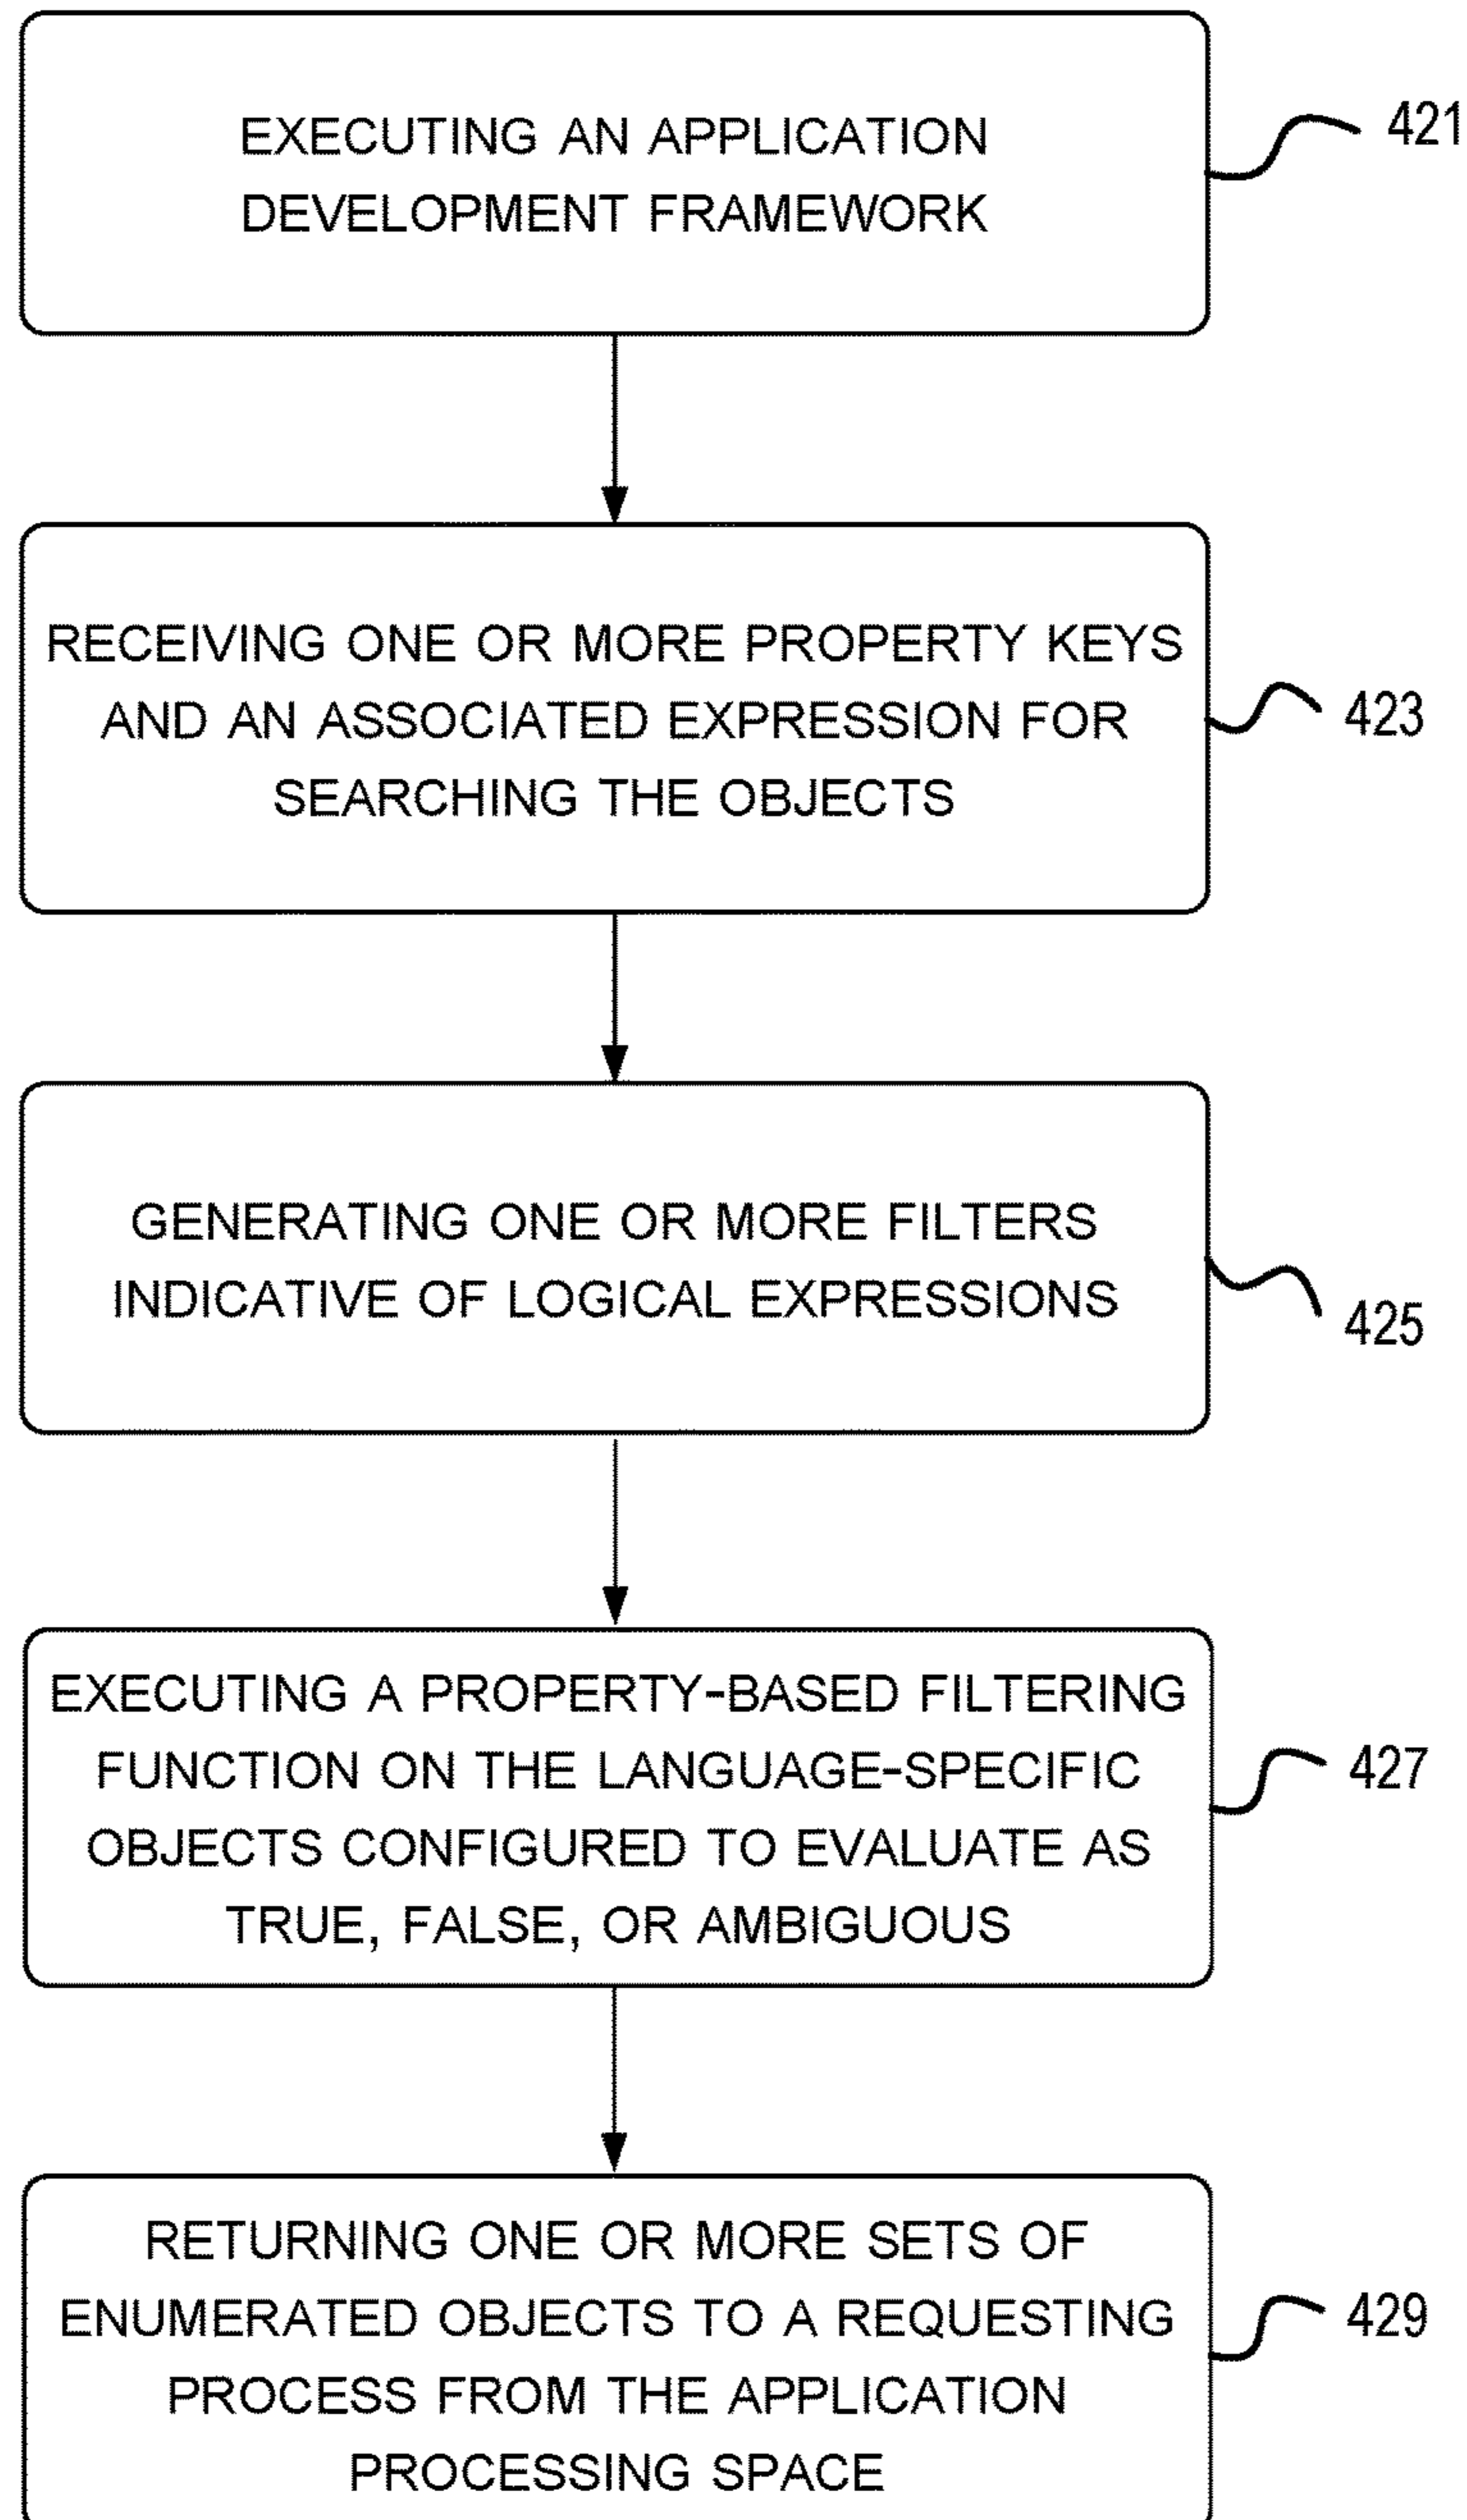 EXECUTING AN APPLICATION
DEVELOPMENT FRAMEWORK
421
RECEIVING ONE OR MORE PROPERTY KEYS
AND AN ASSOCIATED EXPRESSION FOR
SEARCHING THE OBJECTS
423
GENERATING ONE OR MORE FILTERS
INDICATIVE OF LOGICAL EXPRESSIONS
425
EXECUTING A PROPERTY-BASED FILTERING
FUNCTION ON THE LANGUAGE-SPECIFIC
OBJECTS CONFIGURED TO EVALUATE AS
TRUE, FALSE, OR AMBIGUOUS
427
RETURNING ONE OR MORE SETS OF
ENUMERATED OBJECTS TO A REQUESTING
PROCESS FROM THE APPLICATION
PROCESSING SPACE
429